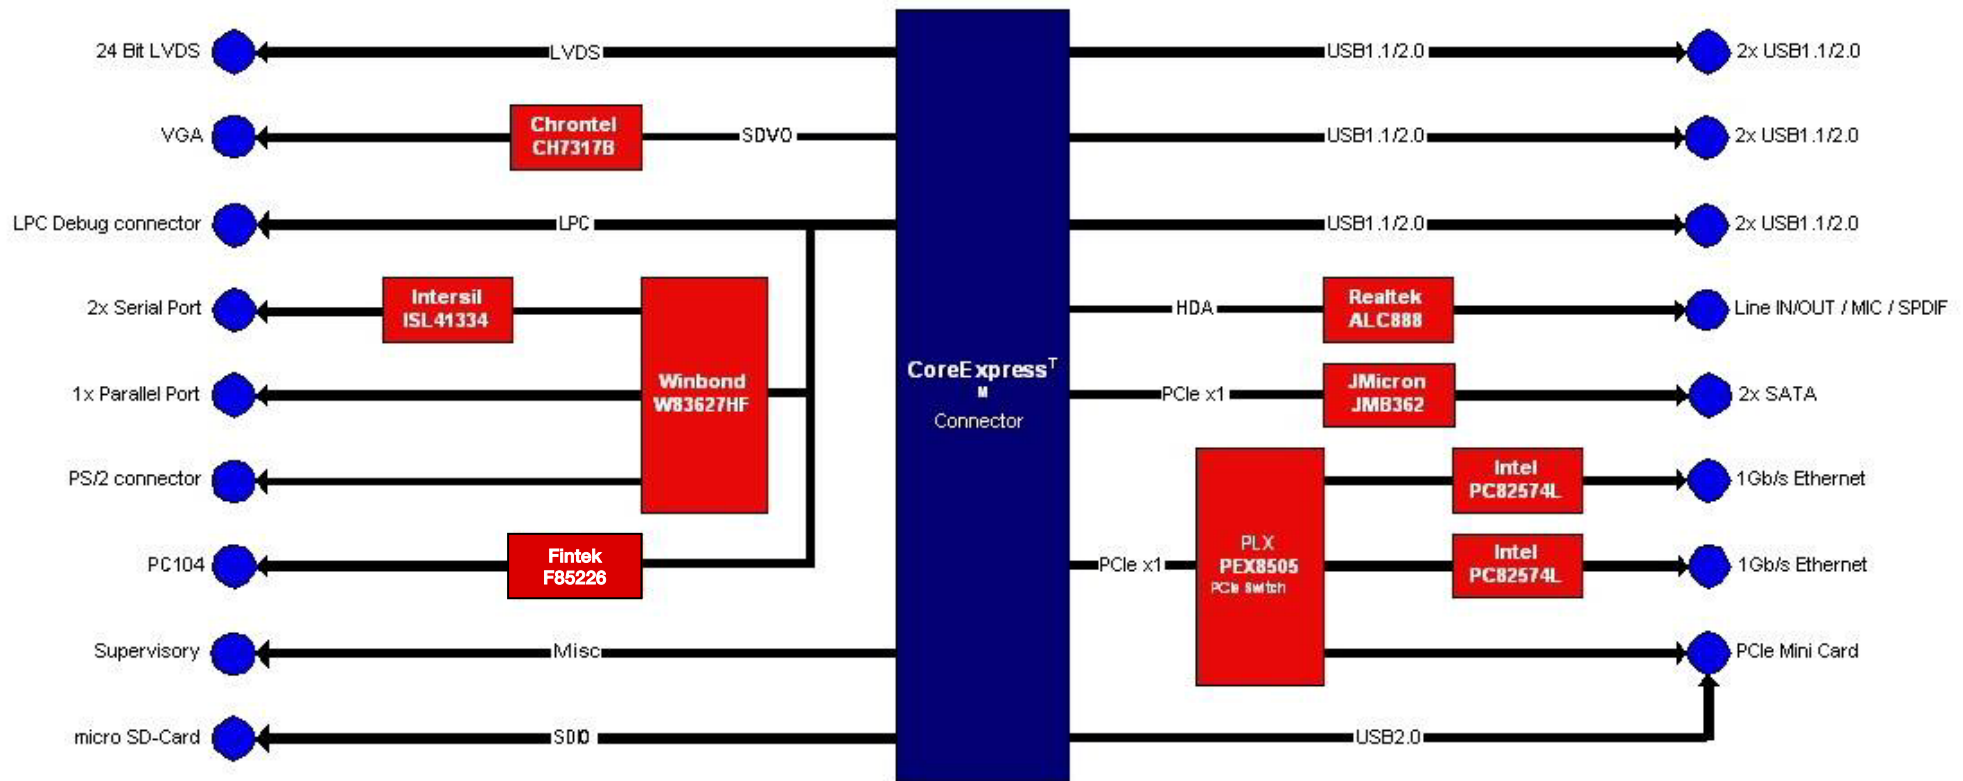 24 Bit LVDS
LVDS
USB1.1/2.0
2x USB1.1/2.0
VGA
Chrontel
CH7317B
SDVO
USB1.1/2.0
2x USB1.1/2.0
LPC Debug connector
LPC
USB1.1/2.0
2x USB1.1/2.0
2x Serial Port
Intersil
ISL41334
HDA
Realtek
ALC888
Line IN/OUT / MIC / SPDIF
1x Parallel Port
Winbond
W83627HF
CoreExpressT
M
Connector
PCIe x1
JMicron
JMB362
2x SATA
PS/2 connector
Intel
PC82574L
1Gb/s Ethernet
PC104
Fintek
F85226
PCIe x1
PLX
PEX8505
PCIe Switch
Intel
PC82574L
1Gb/s Ethernet
Supervisory
Misc
PCIe Mini Card
micro SD-Card
SDIO
USB2.0